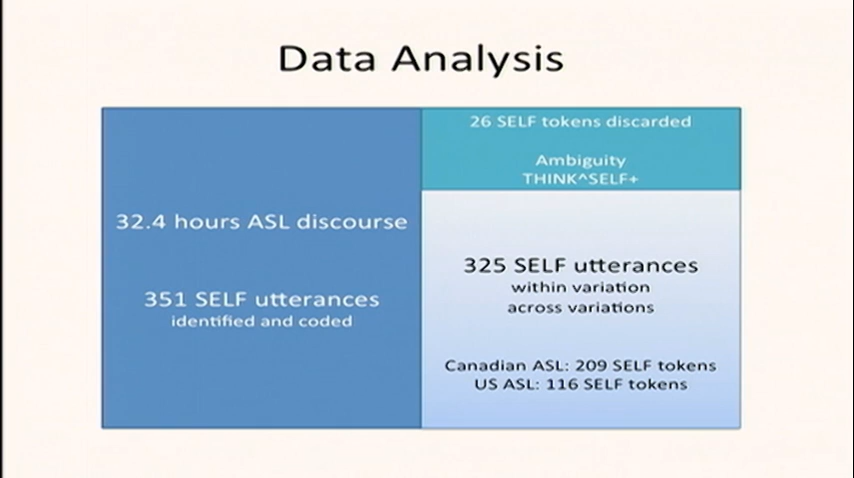 Data Analysis
32.4 hours ASL discourse
351 SELF utterances
identified and coded
26 SELF tokens discarded
Ambiguity
THINK^SELF+
325 SELF utterances
within variation
across variations
Canadian ASL: 209 SELF tokens
US ASL: 116 SELF tokens